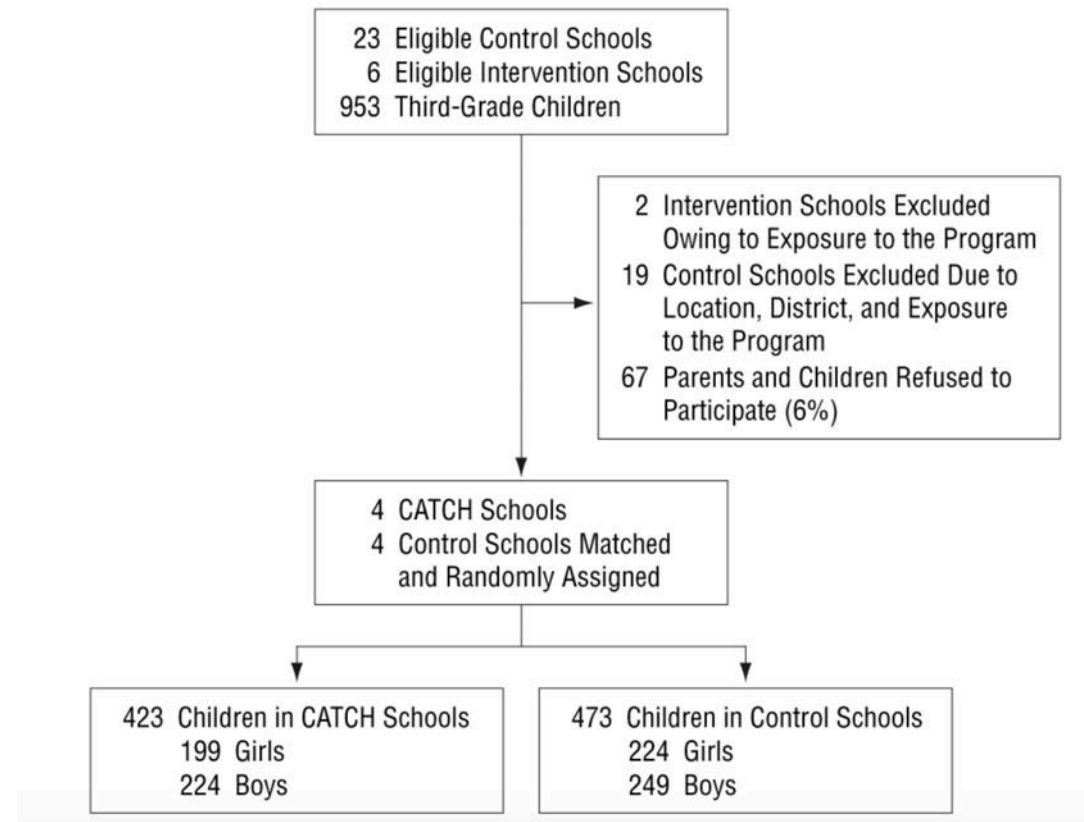 23 Eligible Control Schools
6 Eligible Intervention Schools
953 Third-Grade Children
2 Intervention Schools Excluded
Owing to Exposure to the Program
19 Control Schools Excluded Due to
Location, District, and Exposure
to the Program
67 Parents and Children Refused to
Participate (6%)
4 CATCH Schools
4 Control Schools Matched
and Randomly Assigned
423 Children in CATCH Schools
199 Girls
224 Boys
473 Children in Control Schools
224 Girls
249 Boys